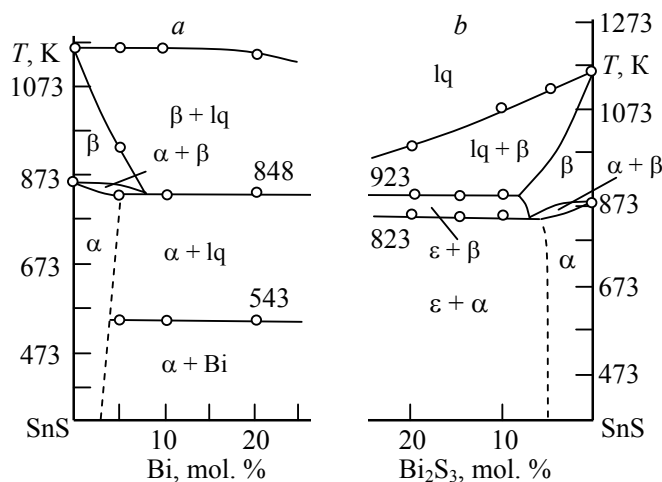 a
T, K
1073
873
673
473
SnS
β + lq
β
α + β
848
α
α + lq
543
α + Bi
10
20
Bi, mol. %
b
1273
T, К
1073
873
673
473
SnS
lq
lq + β
β
α + β
923
823
ε + β
α
ε + α
20
10
Bi₂S₃, mol. %